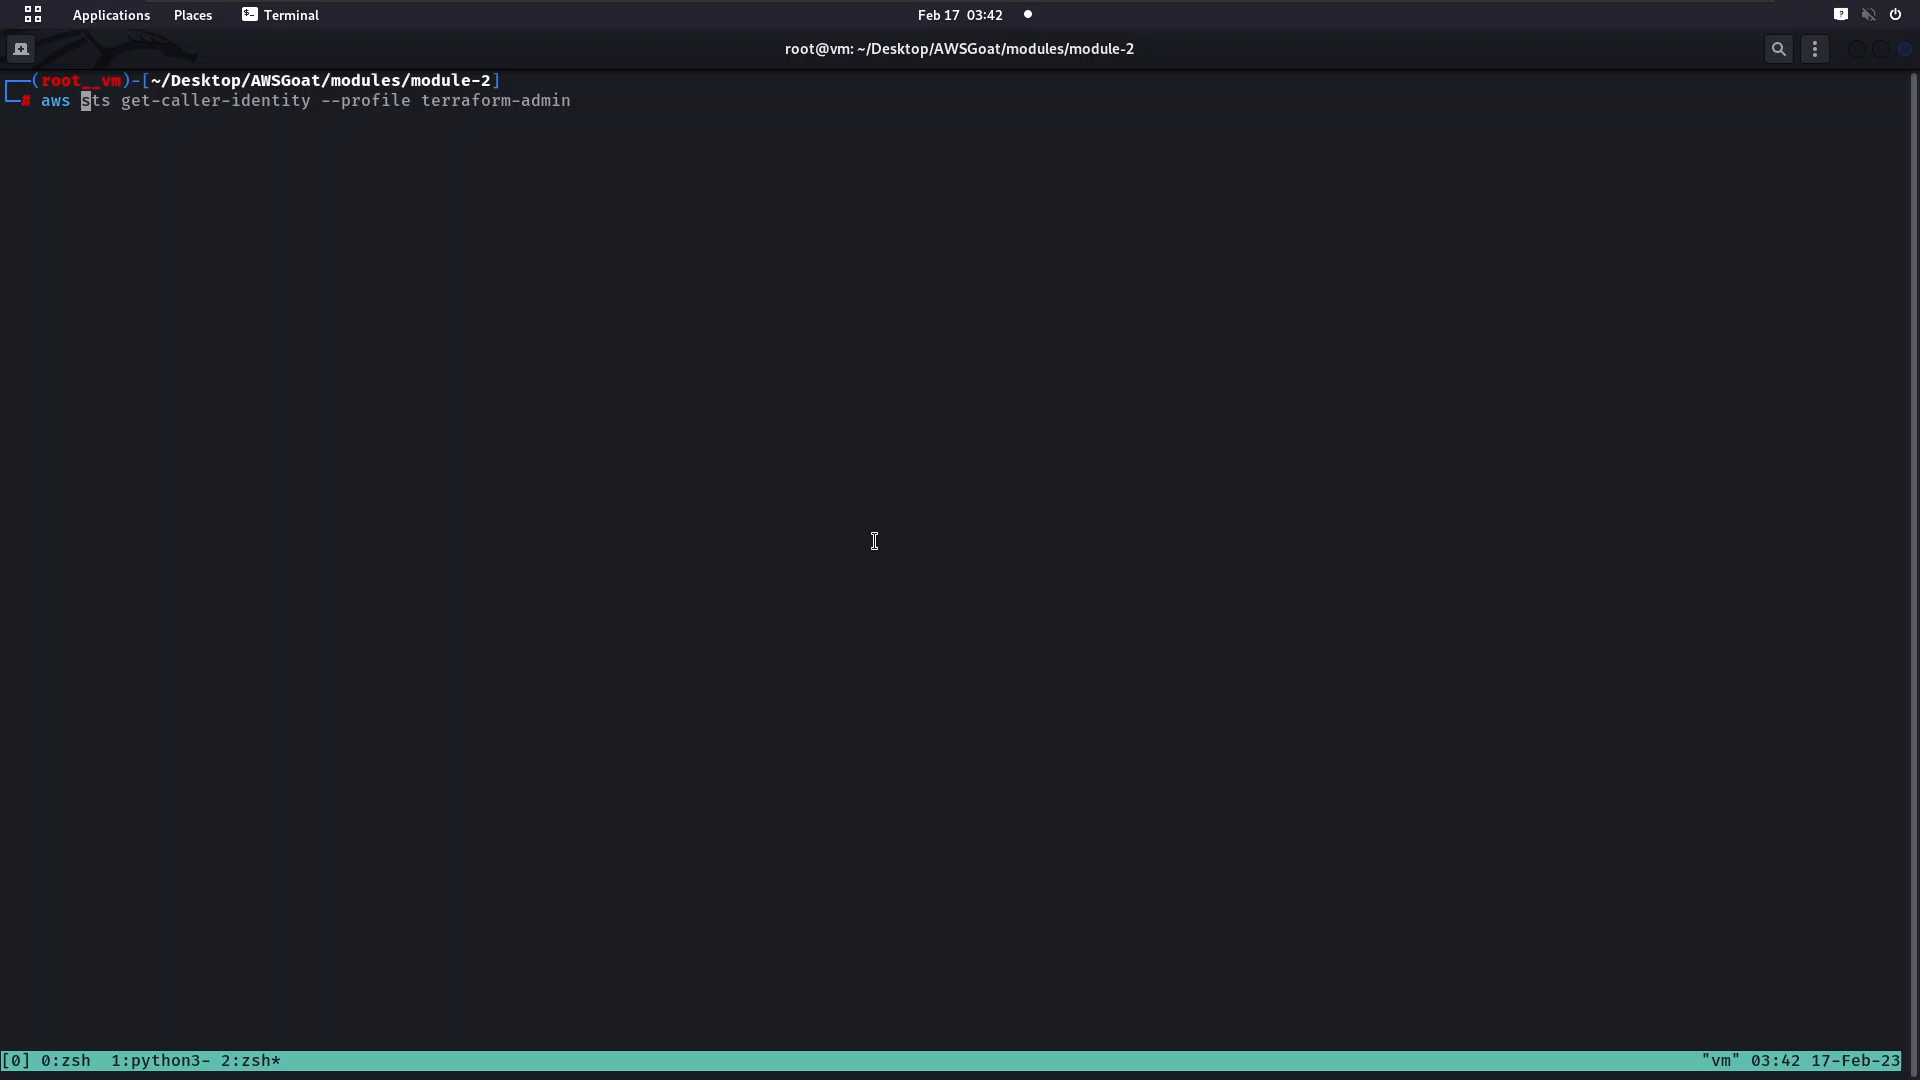 Applications Places Terminal Feb 17 03:42
root@vm: ~/Desktop/AWSGoat/modules/module-2
┌──(root__vm)-[~/Desktop/AWSGoat/modules/module-2]
└─# aws sts get-caller-identity --profile terraform-admin
[0] 0:zsh 1:python3- 2:zsh* "vm" 03:42 17-Feb-23